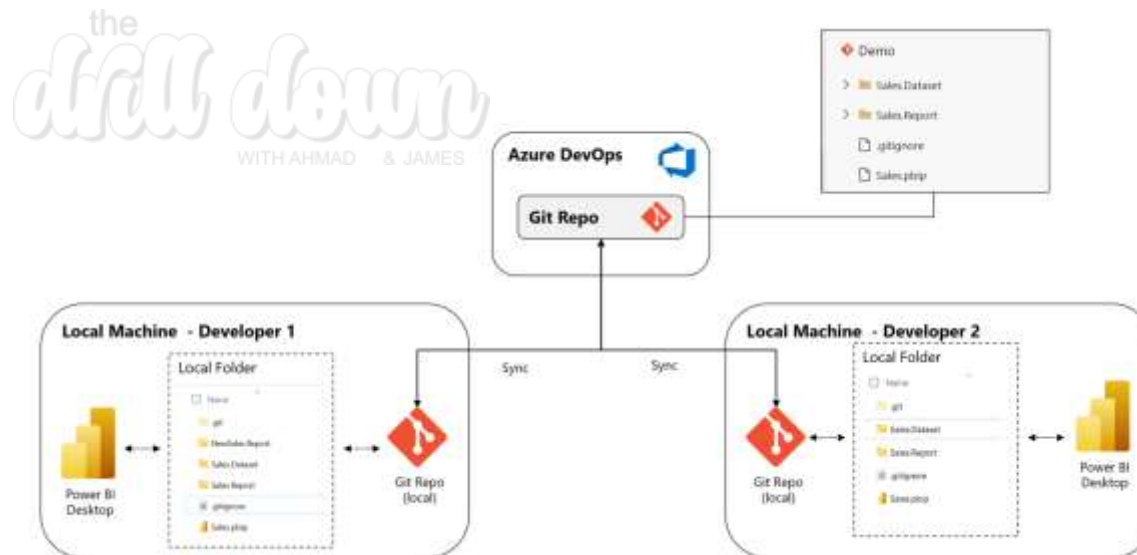 the
drill down
WITH AHMAD & JAMES
Demo
Sales.Dataset
Sales.Report
.gitignore
Sales.pbip
Azure DevOps
Git Repo
Local Machine - Developer 1
Local Folder
Name
.git
NewSales.Report
Sales.Dataset
Sales.Report
.gitignore
Sales.pbip
Power BI
Desktop
Git Repo
(local)
Sync
Sync
Local Machine - Developer 2
Local Folder
Name
.git
Sales.Dataset
Sales.Report
.gitignore
Sales.pbip
Git Repo
(local)
Power BI
Desktop